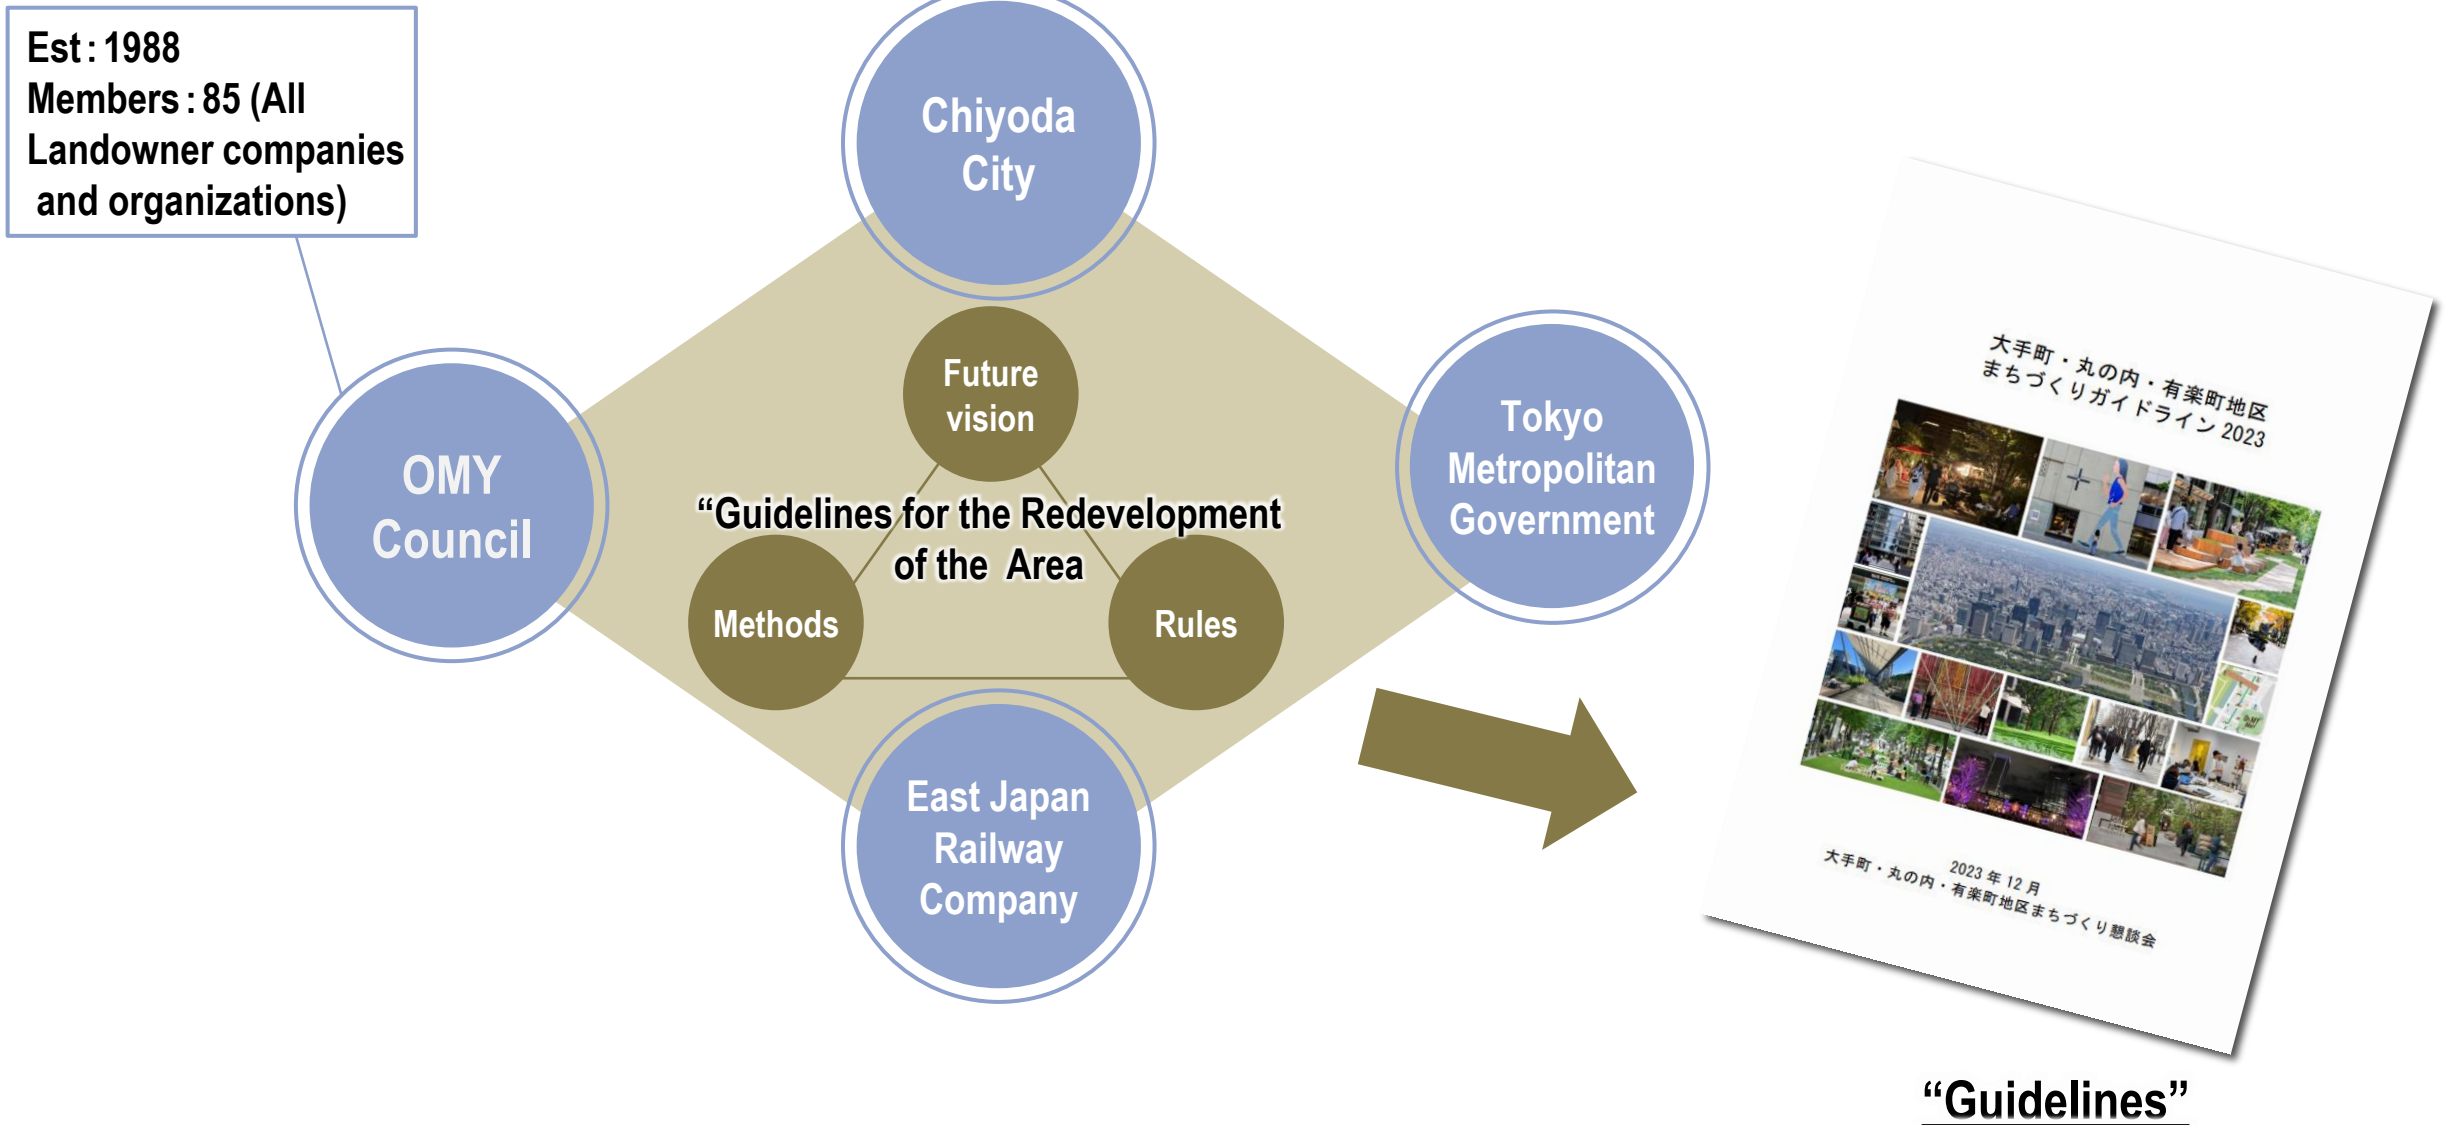 Est : 1988
Members : 85 (All
Landowner companies
and organizations)
Chiyoda
City
OMY
Council
Future
vision
“Guidelines for the Redevelopment
of the Area
Methods
Rules
Tokyo
Metropolitan
Government
East Japan
Railway
Company
大手町・丸の内・有楽町地区
まちづくりガイドライン 2023
2023 年 12 月
大手町・丸の内・有楽町地区まちづくり懇談会
“Guidelines”